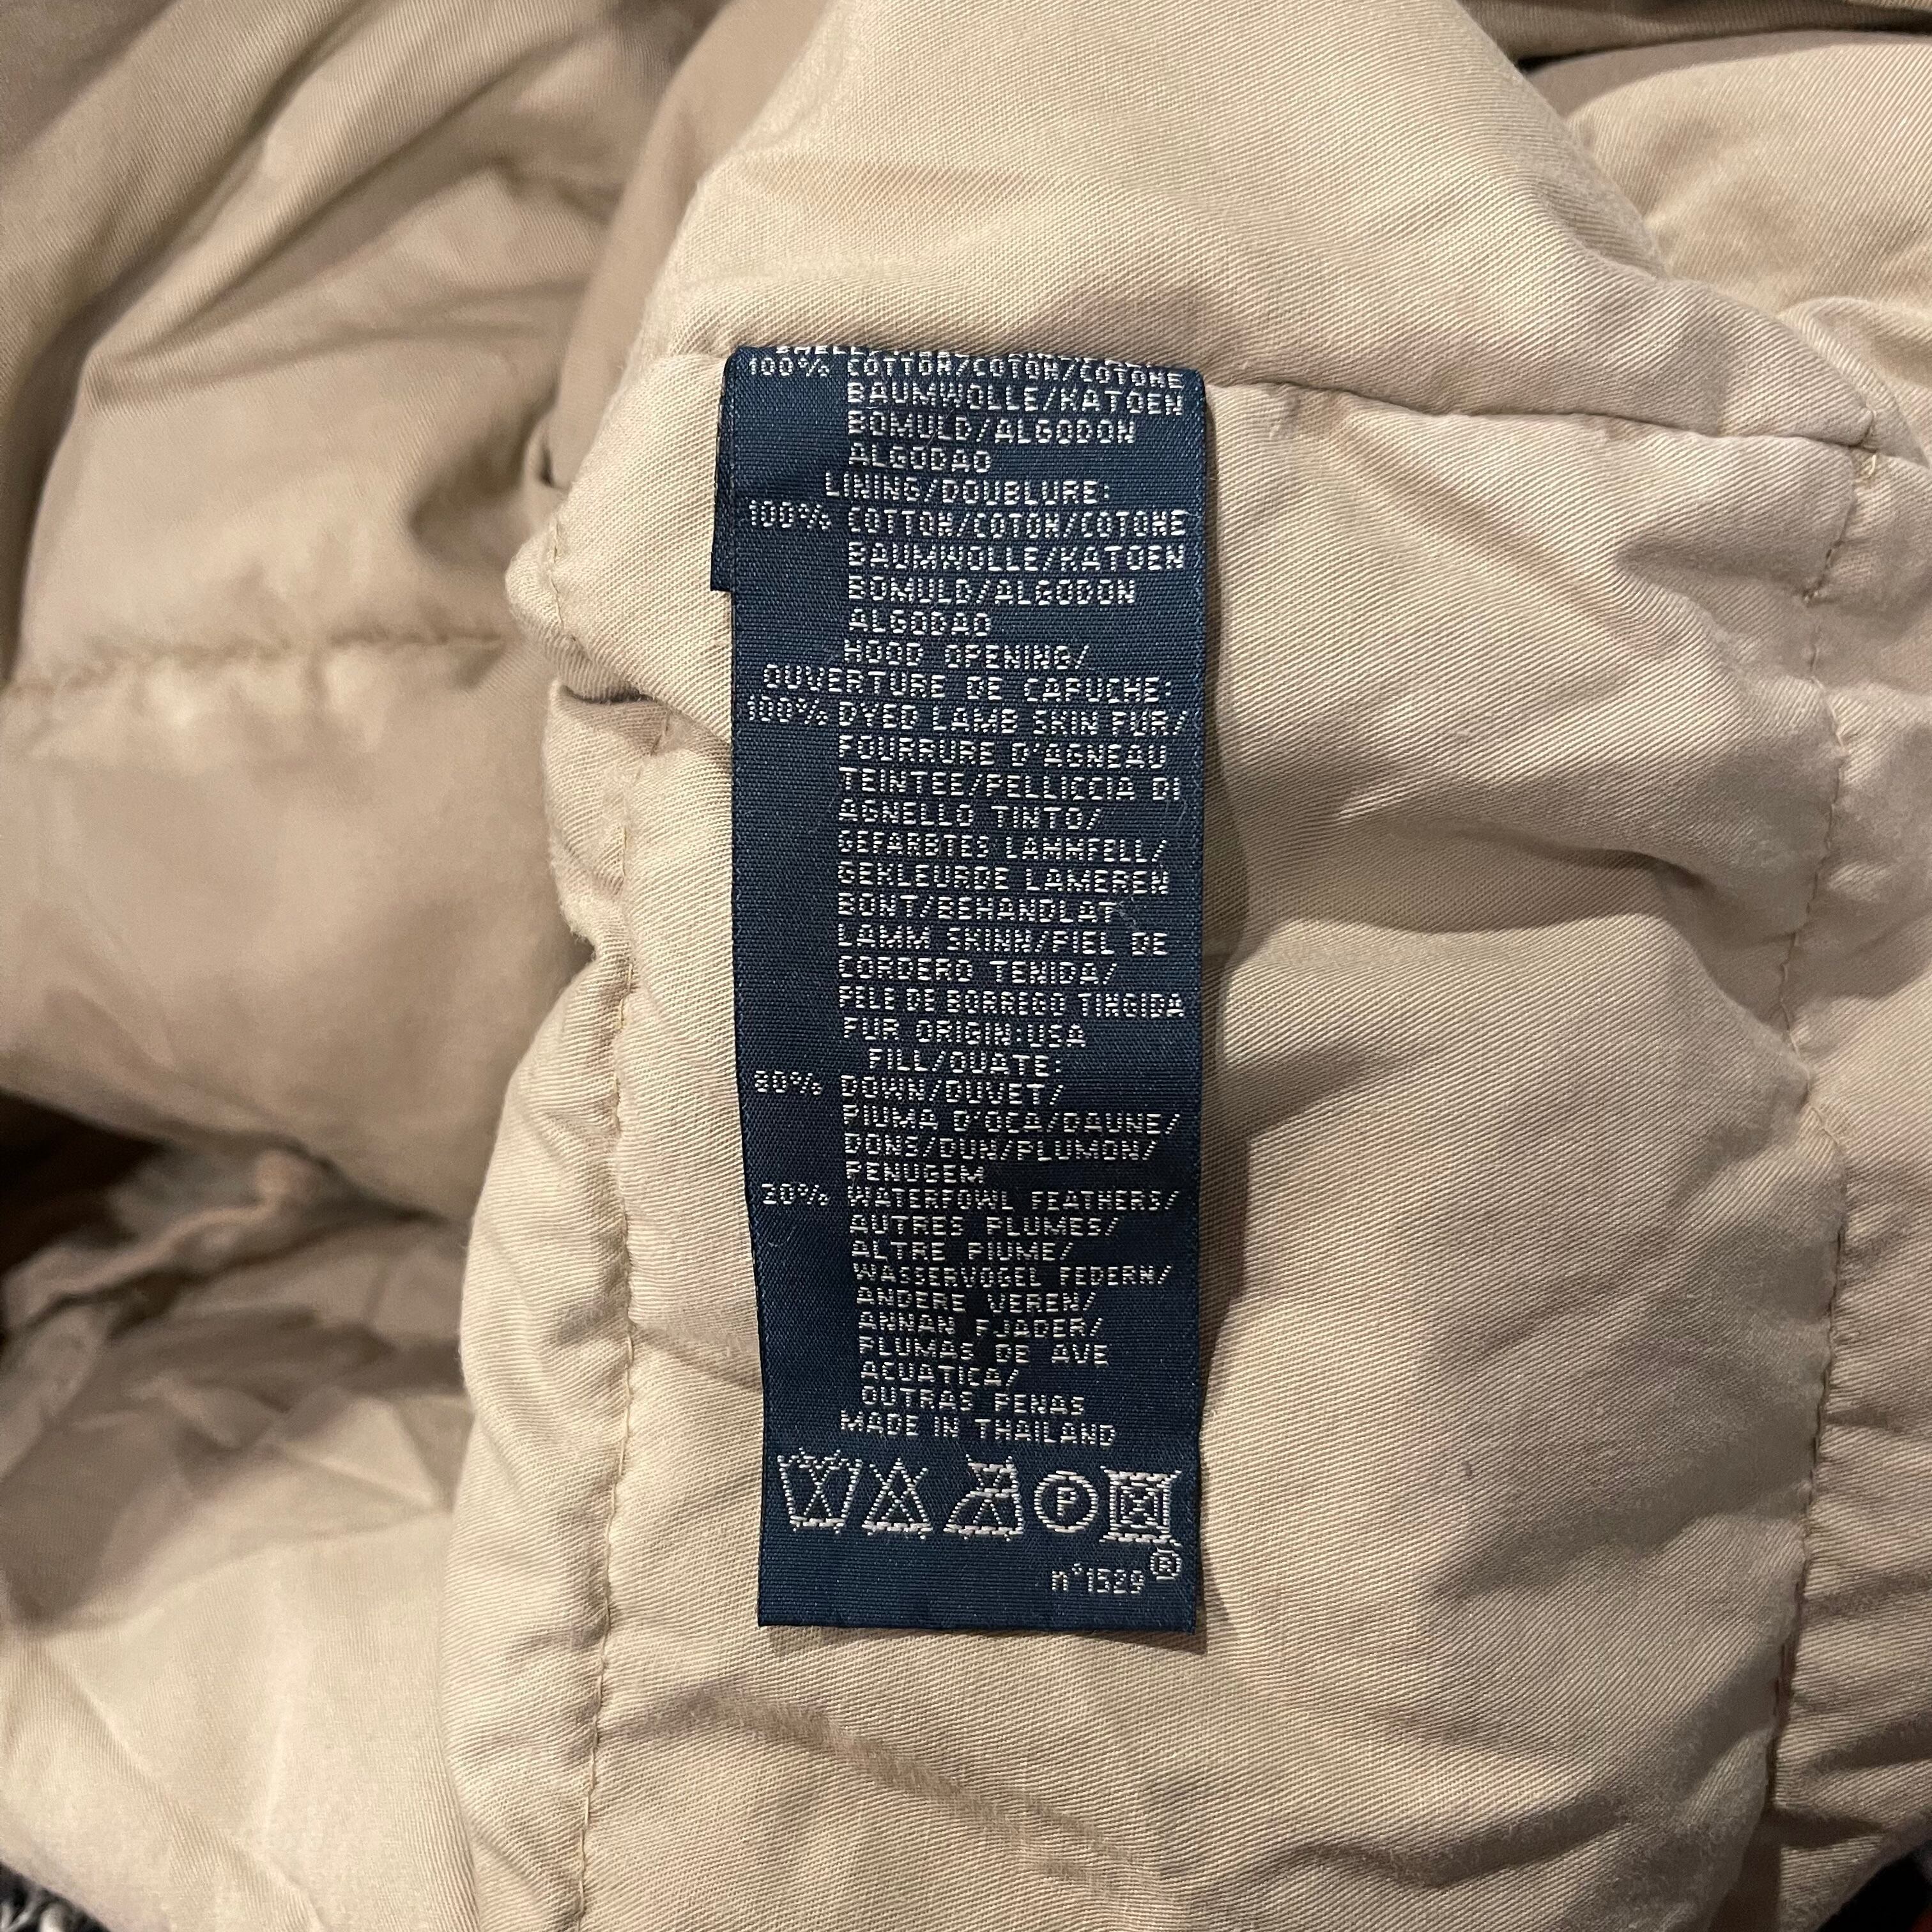 100% COTTON/COTON/COTONE
BAUMWOLLE/KATOEN
BOMULD/ALGODON
ALGODAO
LINING/DOUBLURE:
100% COTTON/COTON/COTONE
BAUMWOLLE/KATOEN
BOMULD/ALGODON
ALGODAO
HOOD OPENING/
OUVERTURE DE CAPUCHE:
100% DYED LAMB SKIN FUR/
FOURRURE D'AGNEAU
TEINTEE/PELLICCIA DI
AGNELLO TINTO/
GEFARBTES LAMMFELL/
GEKLEURDE LAMEREN
BONT/BEHANDLAT
LAMM SKINN/PIEL DE
CORDERO TENIDA/
PELE DE BORREGO TINGIDA
FUR ORIGIN:USA
FILL/OUATE:
80% DOWN/DUVET/
PIUMA D'OCA/DAUNE/
DONS/DUN/PLUMON/
PENUGEM
20% WATERFOWL FEATHERS/
AUTRES PLUMES/
ALTRE PIUME/
WASSERVOGEL FEDERN/
ANDERE VEREN/
ANNAN FJADER/
PLUMAS DE AVE
ACUATICA/
OUTRAS PENAS
MADE IN THAILAND
P
n°1529®